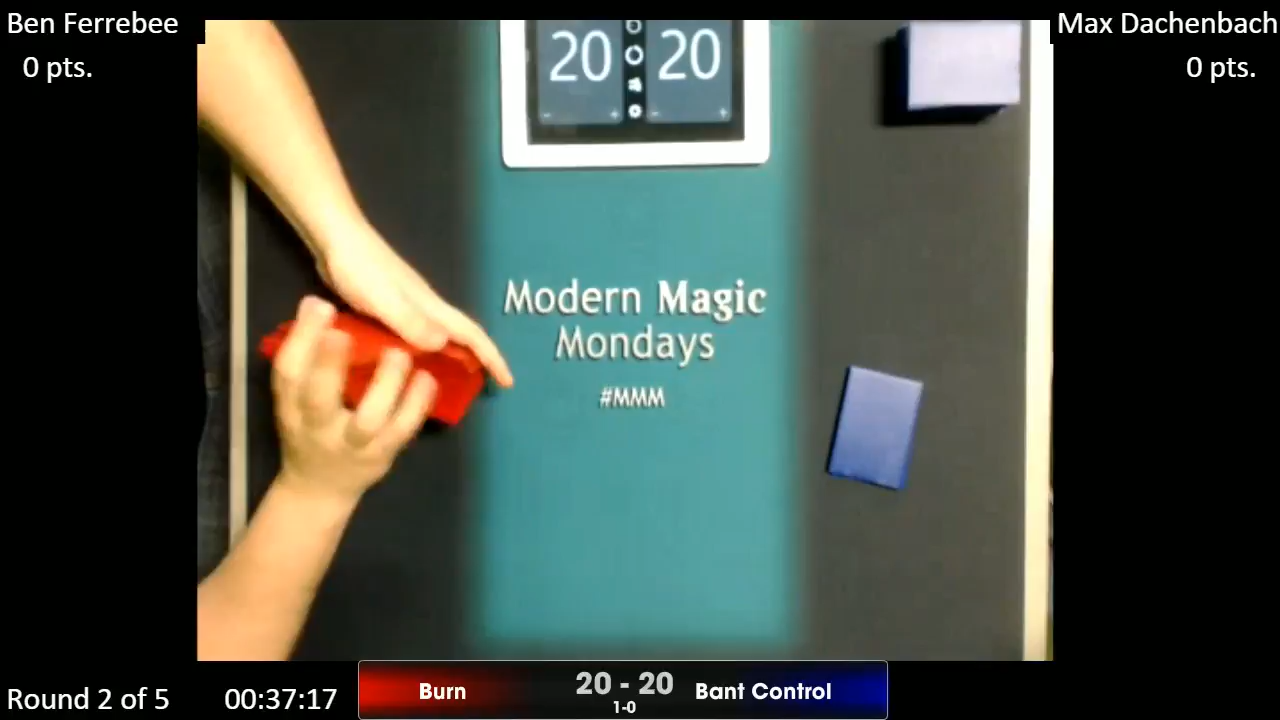 Ben Ferrebee
0 pts.
Max Dachenbach
0 pts.
20 20
- + - +
Modern Magic
Mondays
#MMM
Round 2 of 5
00:37:17
Burn
20 - 20
1-0
Bant Control